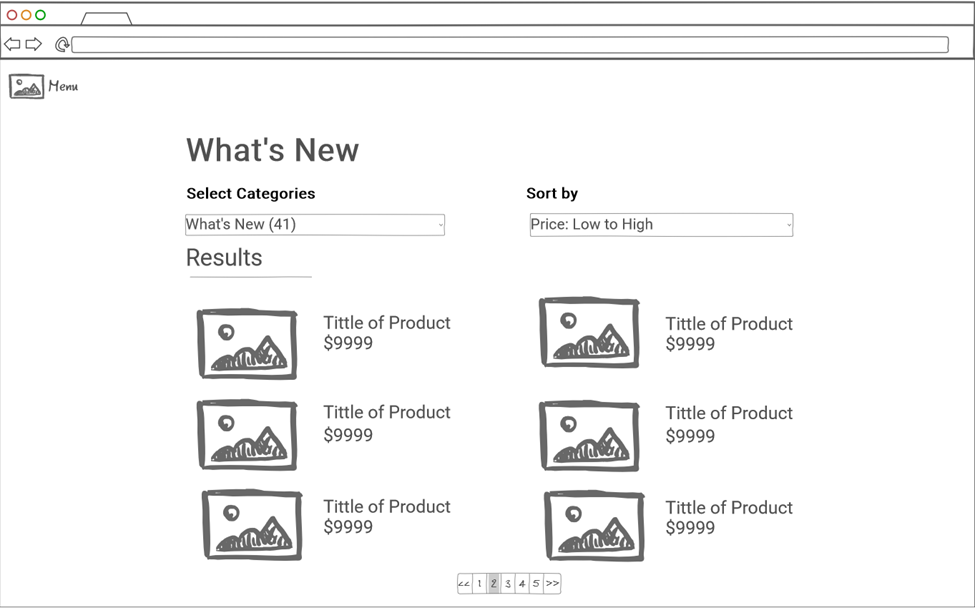 Menu
What's New
Select Categories
Sort by
What's New (41)
Price: Low to High
Results
Tittle of Product
$9999
Tittle of Product
$9999
Tittle of Product
$9999
Tittle of Product
$9999
Tittle of Product
$9999
Tittle of Product
$9999
<< 1 2 3 4 5 >>